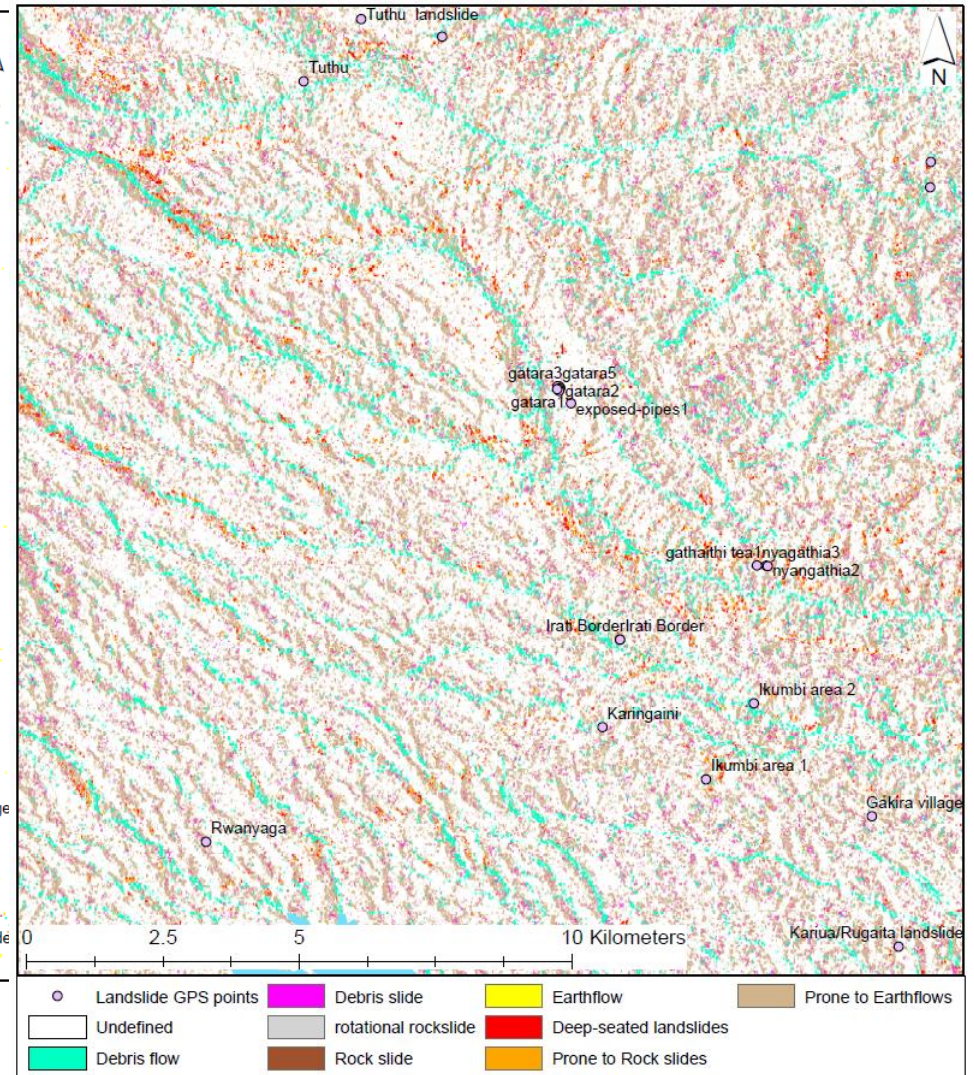 Tuthu landslide
N
Tuthu
gatara3gatara5
gatara2
gatara1
exposed-pipes1
gathaithi tea1nyagathia3
nyangathia2
Irati BorderIrati Border
Ikumbi area 2
Karingaini
Ikumbi area 1
Gakira village
Rwanyaga
Kariua/Rugaita landslide
0 2.5 5 10 Kilometers
Landslide GPS points
Debris slide
Earthflow
Prone to Earthflows
Undefined
rotational rockslide
Deep-seated landslides
Debris flow
Rock slide
Prone to Rock slides